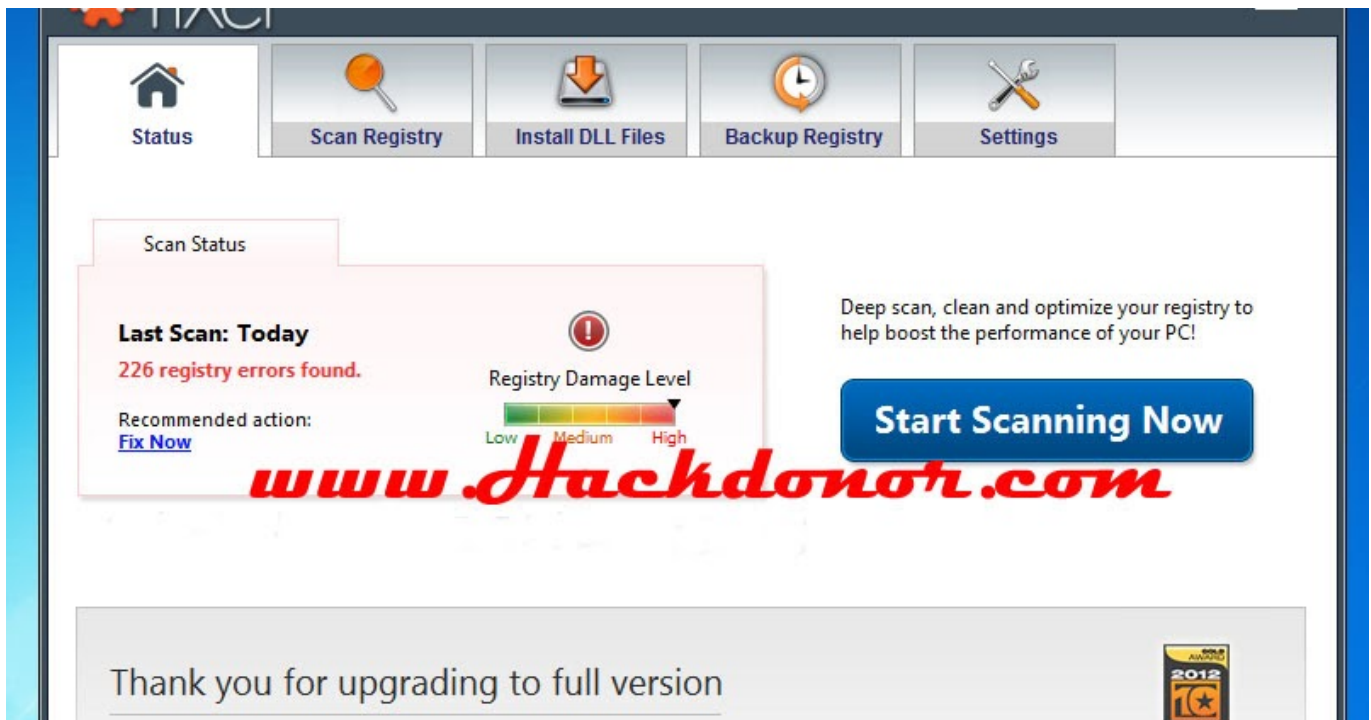 Status
Scan Registry
Install DLL Files
Backup Registry
Settings
Scan Status
Last Scan: Today
226 registry errors found.
Recommended action:
Fix Now
Registry Damage Level
Low Medium High
Deep scan, clean and optimize your registry to
help boost the performance of your PC!
Start Scanning Now
www.Hackdonor.com
Thank you for upgrading to full version
GOLD
AWARD
2012